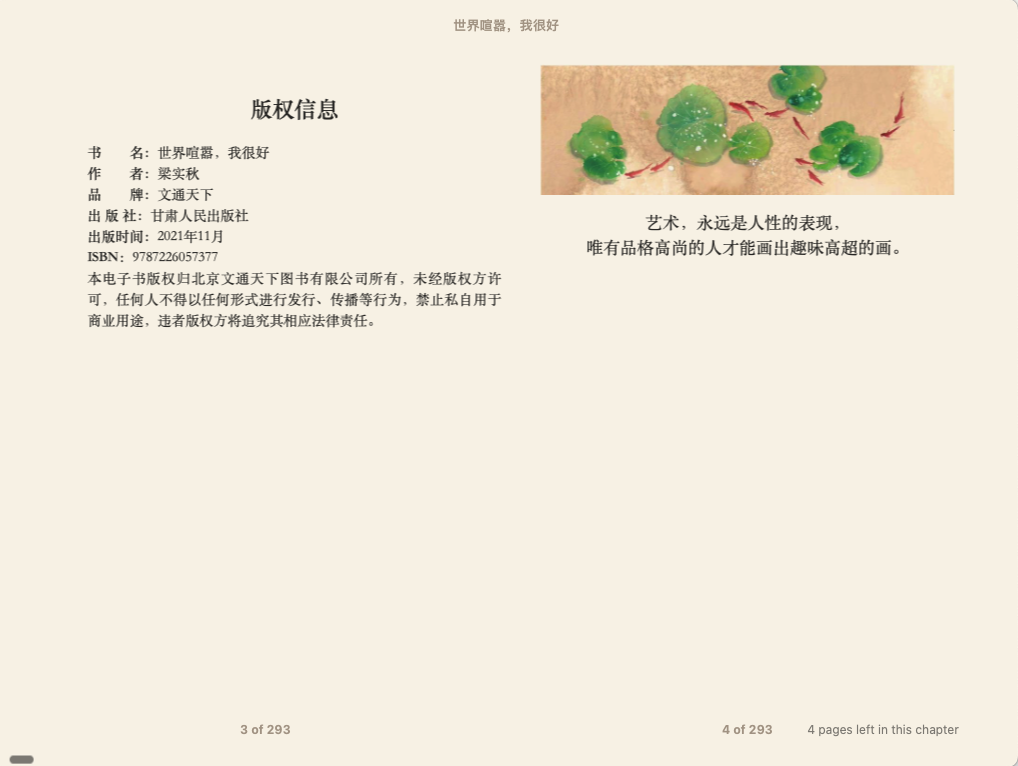 世界喧嚣，我很好
版权信息
书　　名：世界喧嚣，我很好
作　　者：梁实秋
品　　牌：文通天下
出 版 社：甘肃人民出版社
出版时间：2021年11月
ISBN：9787226057377
本电子书版权归北京文通天下图书有限公司所有，未经版权方许
可，任何人不得以任何形式进行发行、传播等行为，禁止私自用于
商业用途，违者版权方将追究其相应法律责任。
3 of 293
艺术，永远是人性的表现，
唯有品格高尚的人才能画出趣味高超的画。
4 of 293
4 pages left in this chapter